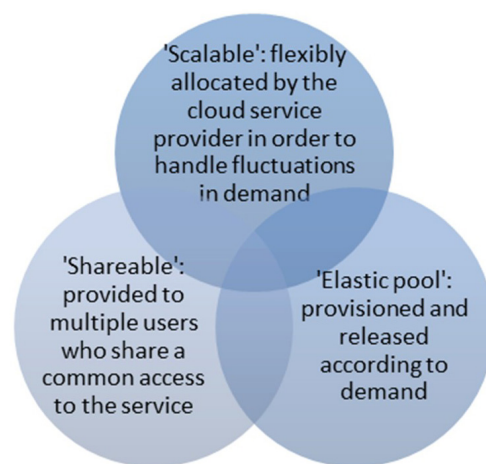 'Scalable': flexibly
allocated by the
cloud service
provider in order to
handle fluctuations
in demand
'Shareable':
provided to
multiple users
who share a
common access
to the service
'Elastic pool':
provisioned and
released
according to
demand